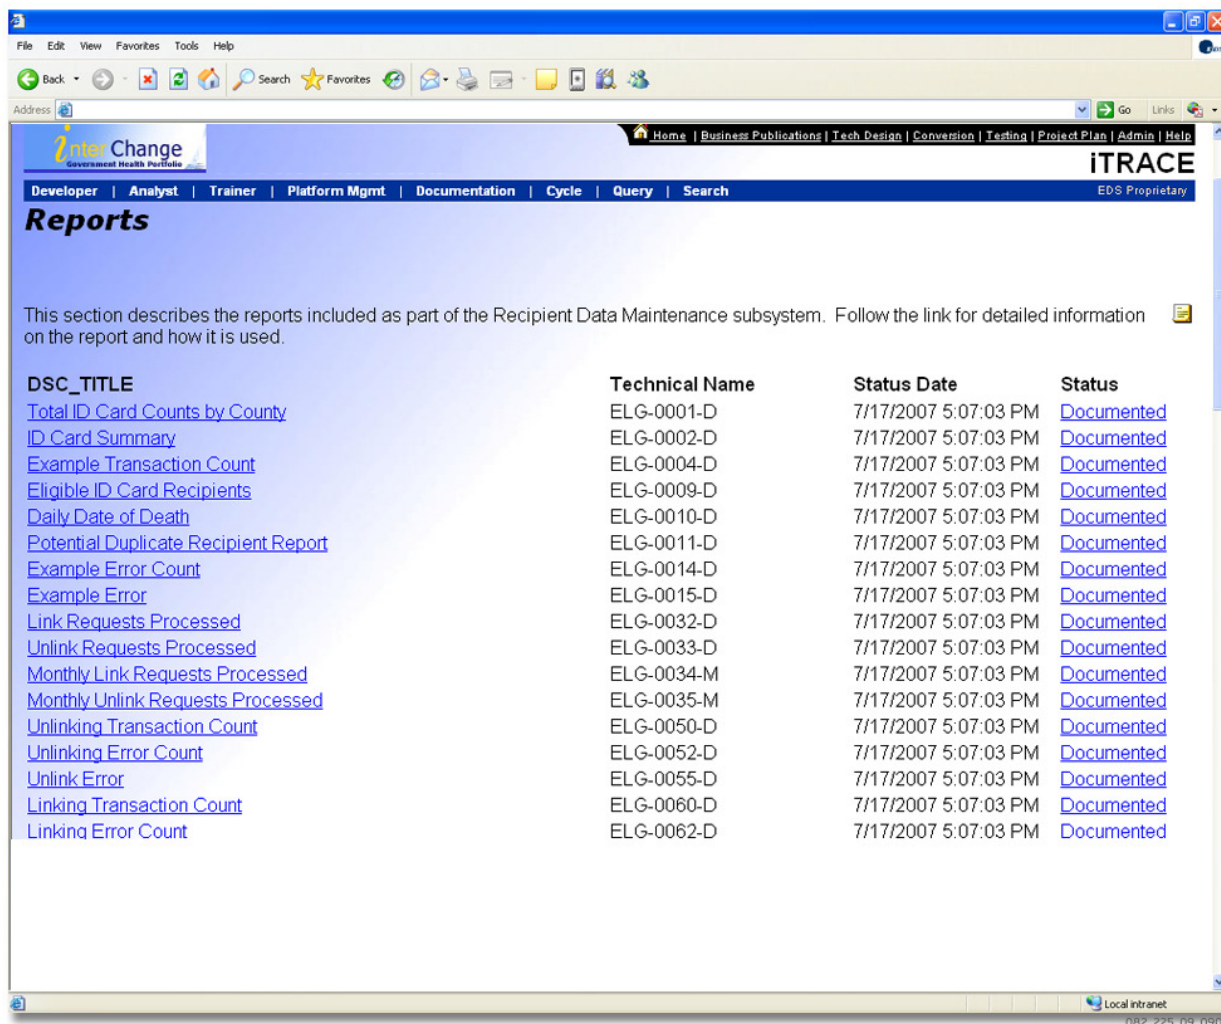 File Edit View Favorites Tools Help
Back Search Favorites
Address Go Links
Home | Business Publications | Tech Design | Conversion | Testing | Project Plan | Admin | Help
interChange
Government Health Portfolio
iTRACE
Developer | Analyst | Trainer | Platform Mgmt | Documentation | Cycle | Query | Search EDS Proprietary
Reports
This section describes the reports included as part of the Recipient Data Maintenance subsystem. Follow the link for detailed information
on the report and how it is used.
DSC_TITLE Technical Name Status Date Status
Total ID Card Counts by County ELG-0001-D 7/17/2007 5:07:03 PM Documented
ID Card Summary ELG-0002-D 7/17/2007 5:07:03 PM Documented
Example Transaction Count ELG-0004-D 7/17/2007 5:07:03 PM Documented
Eligible ID Card Recipients ELG-0009-D 7/17/2007 5:07:03 PM Documented
Daily Date of Death ELG-0010-D 7/17/2007 5:07:03 PM Documented
Potential Duplicate Recipient Report ELG-0011-D 7/17/2007 5:07:03 PM Documented
Example Error Count ELG-0014-D 7/17/2007 5:07:03 PM Documented
Example Error ELG-0015-D 7/17/2007 5:07:03 PM Documented
Link Requests Processed ELG-0032-D 7/17/2007 5:07:03 PM Documented
Unlink Requests Processed ELG-0033-D 7/17/2007 5:07:03 PM Documented
Monthly Link Requests Processed ELG-0034-M 7/17/2007 5:07:03 PM Documented
Monthly Unlink Requests Processed ELG-0035-M 7/17/2007 5:07:03 PM Documented
Unlinking Transaction Count ELG-0050-D 7/17/2007 5:07:03 PM Documented
Unlinking Error Count ELG-0052-D 7/17/2007 5:07:03 PM Documented
Unlink Error ELG-0055-D 7/17/2007 5:07:03 PM Documented
Linking Transaction Count ELG-0060-D 7/17/2007 5:07:03 PM Documented
Linking Error Count ELG-0062-D 7/17/2007 5:07:03 PM Documented
Local intranet